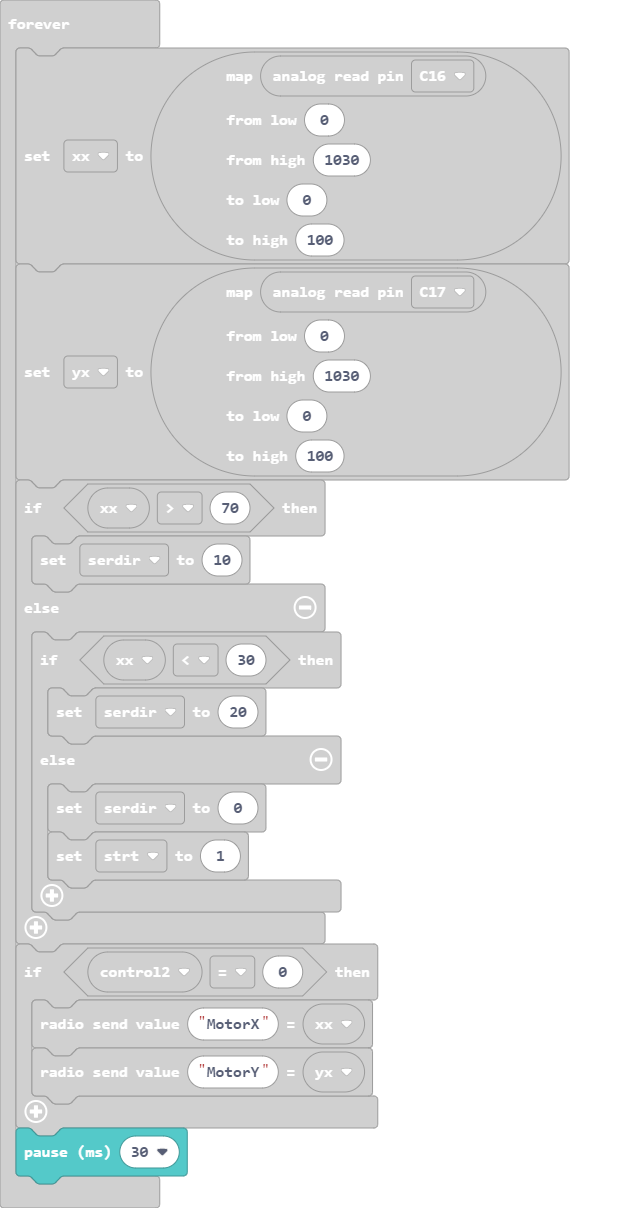 forever
map analog read pin C16
from low 0
from high 1030
set xx to
to low 0
to high 100
map analog read pin C17
from low 0
from high 1030
set yx to
to low 0
to high 100
if xx > 70 then
set serdir to 10
else
if xx < 30 then
set serdir to 20
else
set serdir to 0
set strt to 1
if control2 = 0 then
radio send value "MotorX" = xx
radio send value "MotorY" = yx
pause (ms) 30